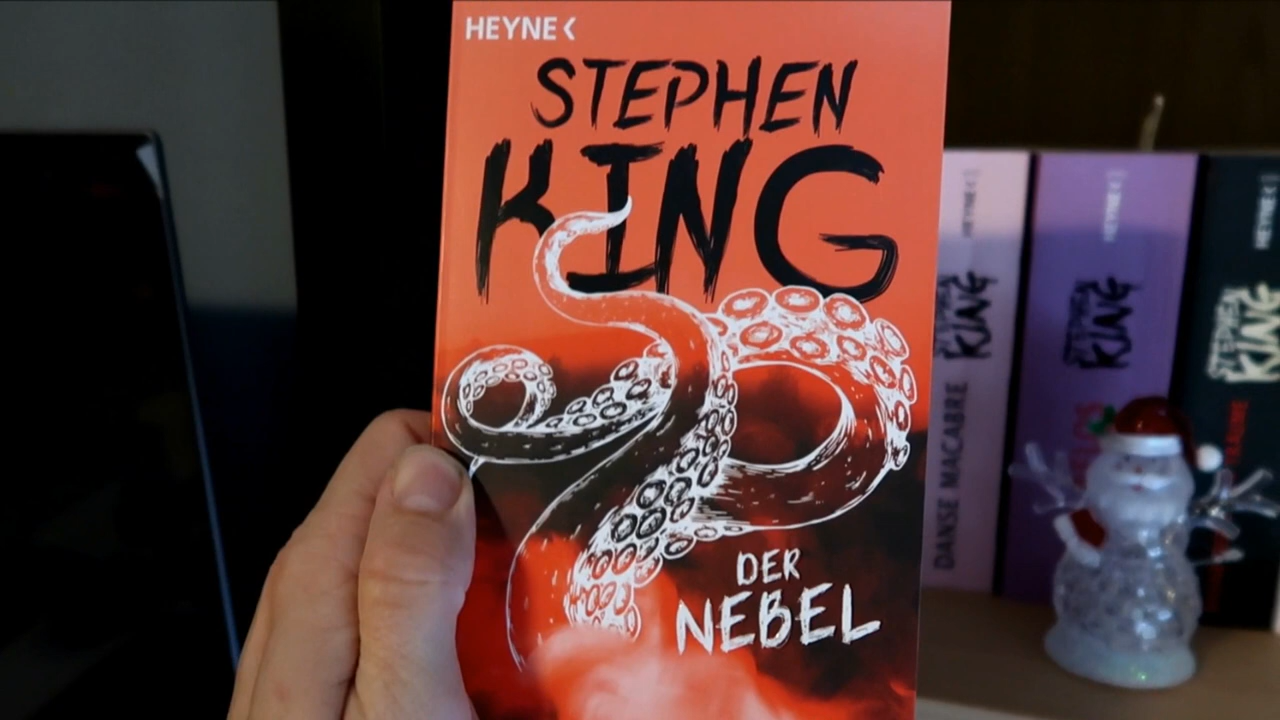 HEYNE<
STEPHEN
KING
DER
NEBEL
HEYNE<
STEPHEN
KING
DANSE MACABRE
HEYNE<
STEPHEN
KING
HEYNE<
STEPHEN
KING